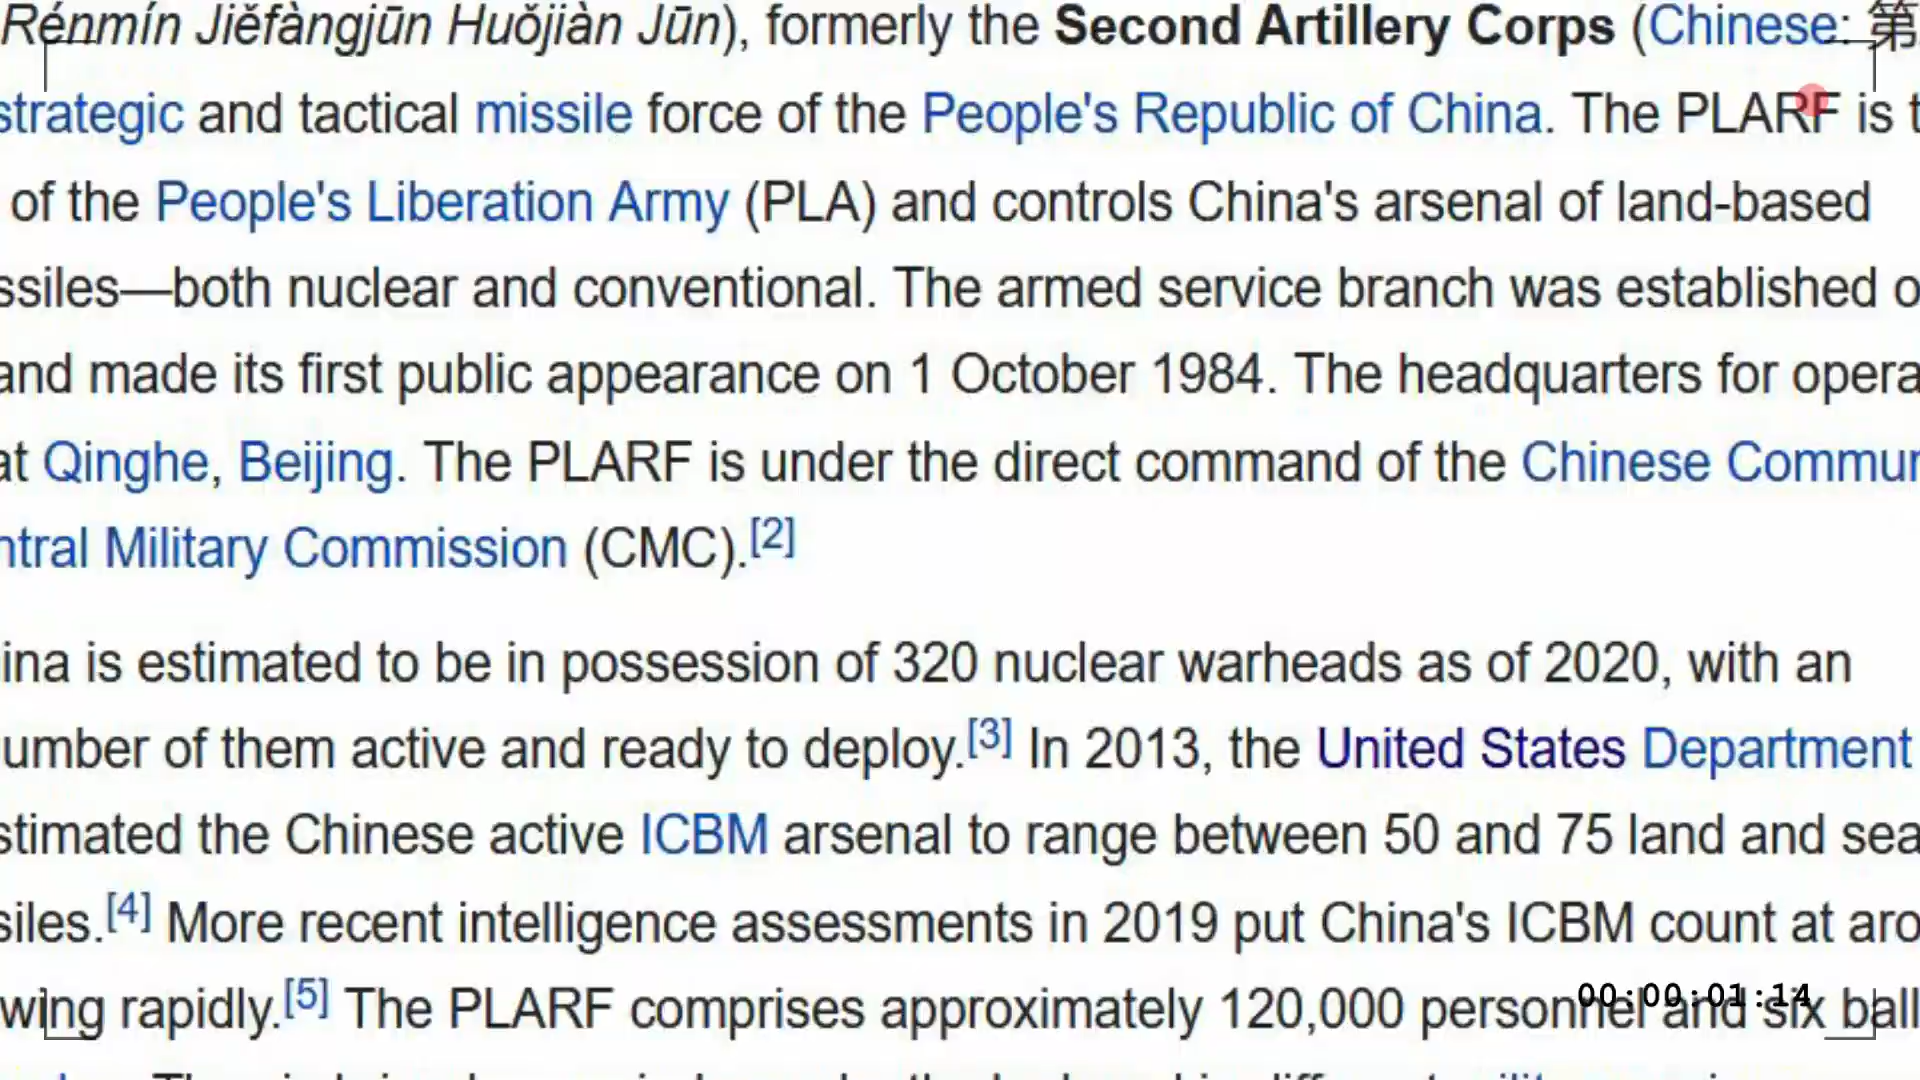 Rénmín Jiěfàngjūn Huǒjiàn Jūn), formerly the Second Artillery Corps (Chinese: 第
strategic and tactical missile force of the People's Republic of China. The PLARF is t
of the People's Liberation Army (PLA) and controls China's arsenal of land-based
ssiles—both nuclear and conventional. The armed service branch was established o
and made its first public appearance on 1 October 1984. The headquarters for opera
at Qinghe, Beijing. The PLARF is under the direct command of the Chinese Commun
ntral Military Commission (CMC).[2]
ina is estimated to be in possession of 320 nuclear warheads as of 2020, with an
umber of them active and ready to deploy.[3] In 2013, the United States Department
stimated the Chinese active ICBM arsenal to range between 50 and 75 land and sea
siles.[4] More recent intelligence assessments in 2019 put China's ICBM count at aro
wing rapidly.[5] The PLARF comprises approximately 120,000 personnel and six ball
00:00:01:14